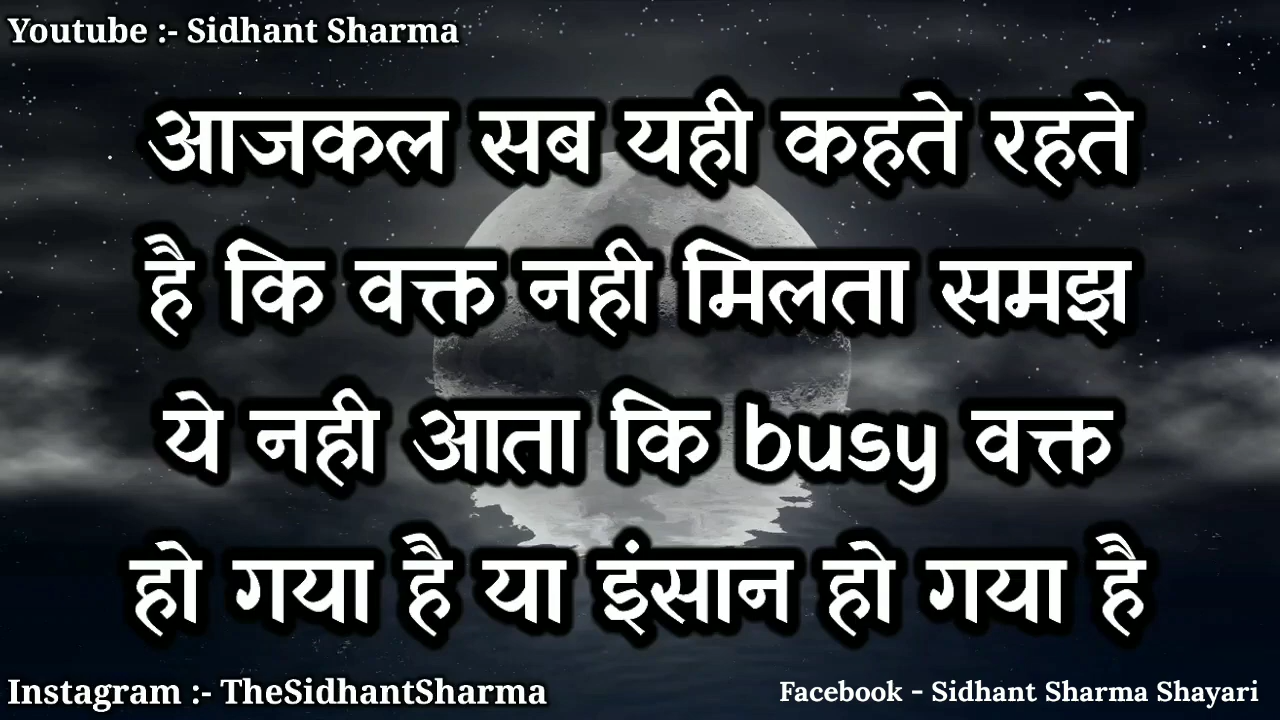 Youtube :- Sidhant Sharma
आजकल सब यही कहते रहते
है कि वक्त नही मिलता समझ
ये नही आता कि busy वक्त
हो गया है या इंसान हो गया है
Instagram :- TheSidhantSharma
Facebook - Sidhant Sharma Shayari